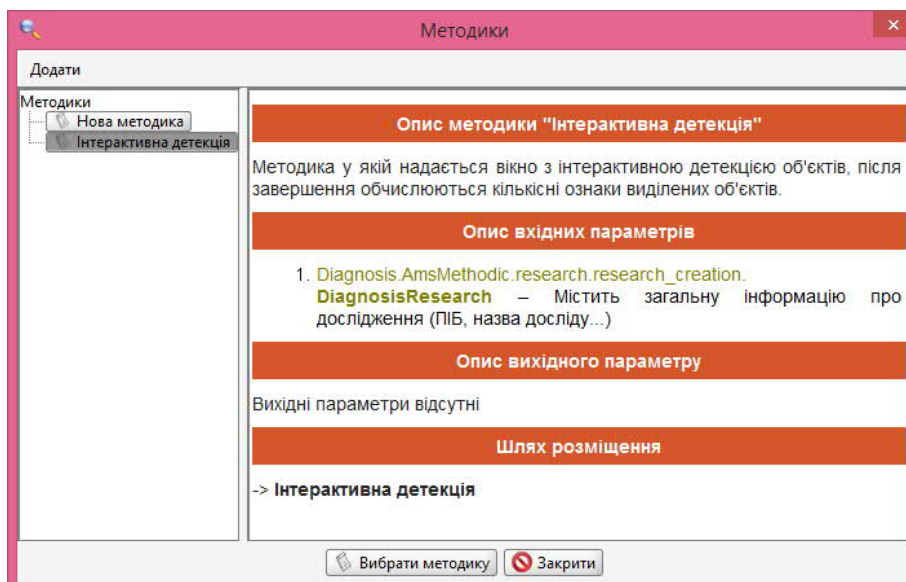 Методики
Додати
Методики
Нова методика
Інтерактивна детекція
Опис методики "Інтерактивна детекція"
Методика у якій надається вікно з інтерактивною детекцією об'єктів, після
завершення обчислюються кількісні ознаки виділених об'єктів.
Опис вхідних параметрів
1. Diagnosis.AmsMethodic.research.research_creation.
DiagnosisResearch – Містить загальну інформацію про
дослідження (ПІБ, назва досліду...)
Опис вихідного параметру
Вихідні параметри відсутні
Шлях розміщення
-> Інтерактивна детекція
Вибрати методику Закрити